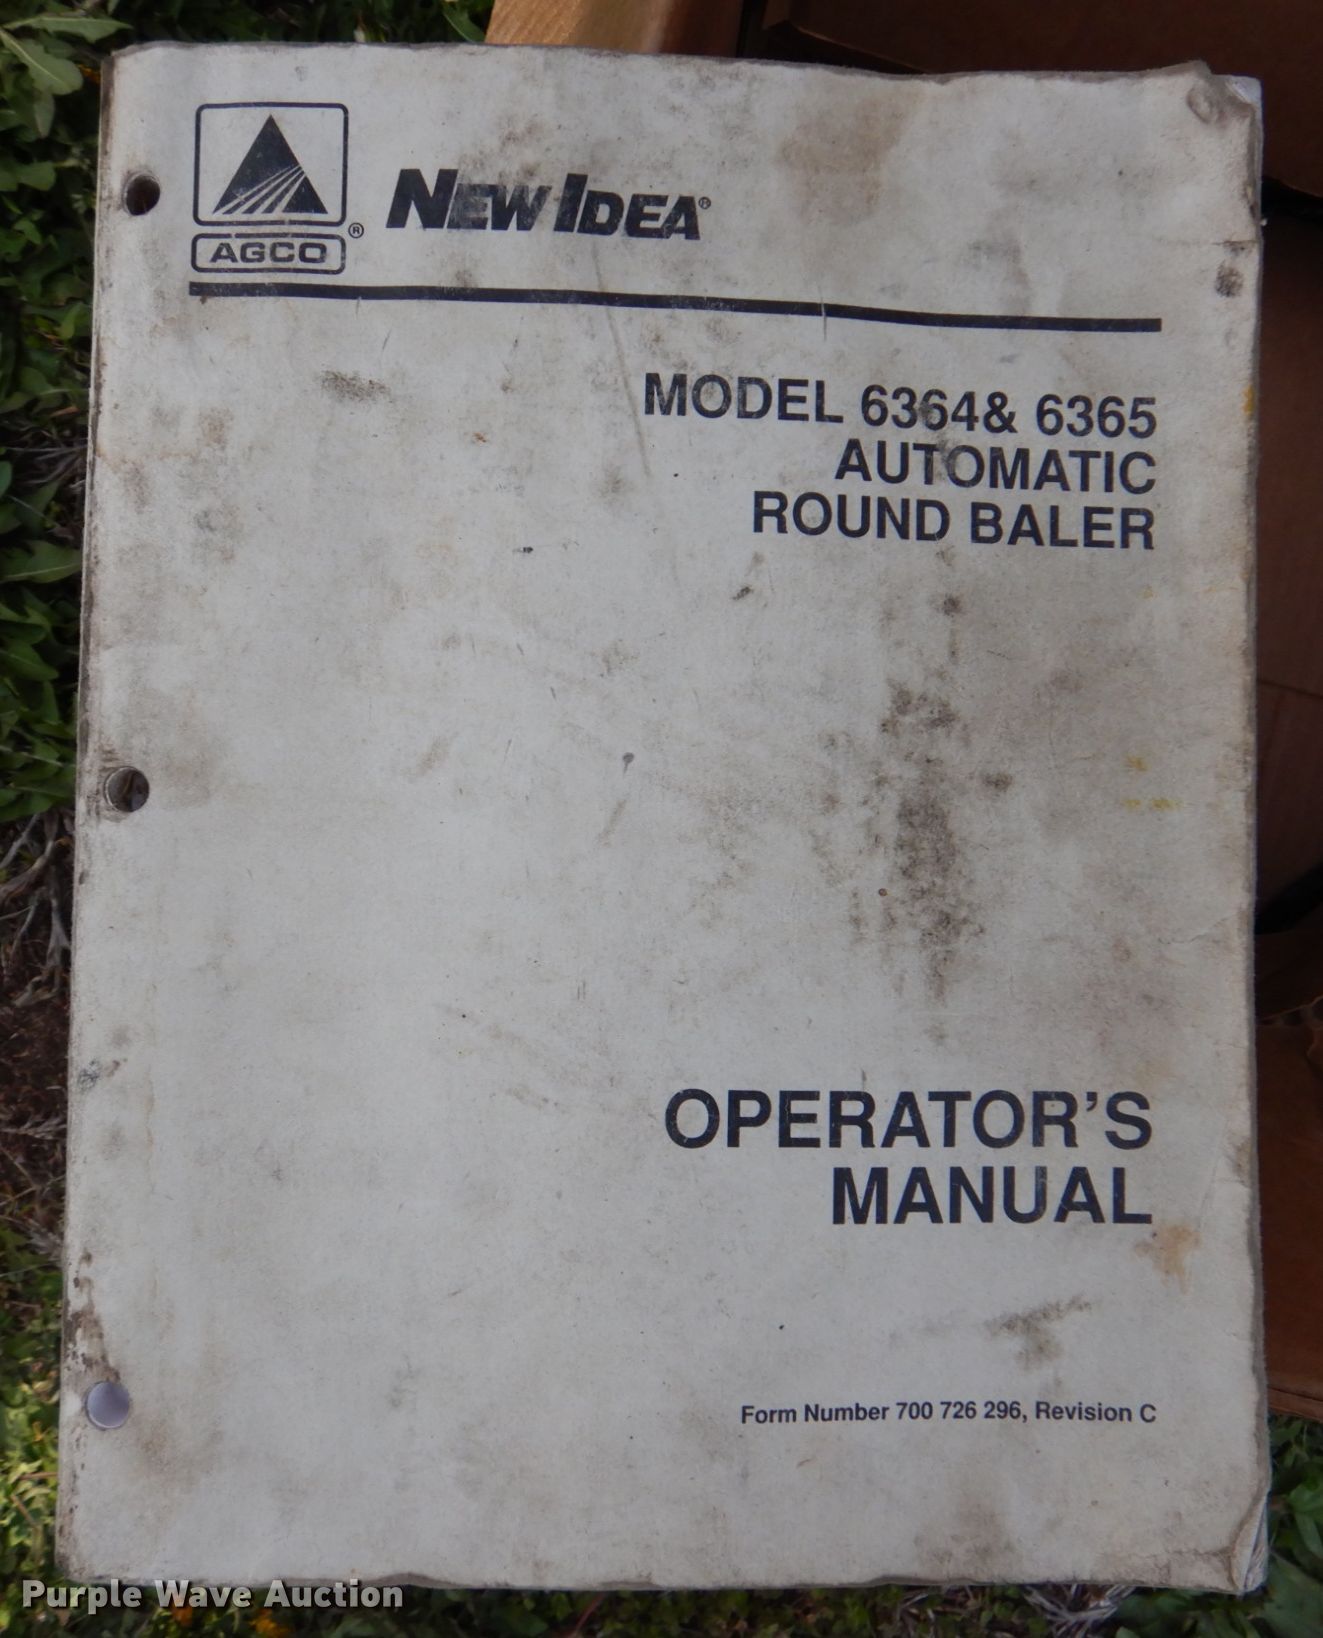 AGCO ®
NEW IDEA®
MODEL 6364& 6365
AUTOMATIC
ROUND BALER
OPERATOR'S
MANUAL
Form Number 700 726 296, Revision C
Purple Wave Auction